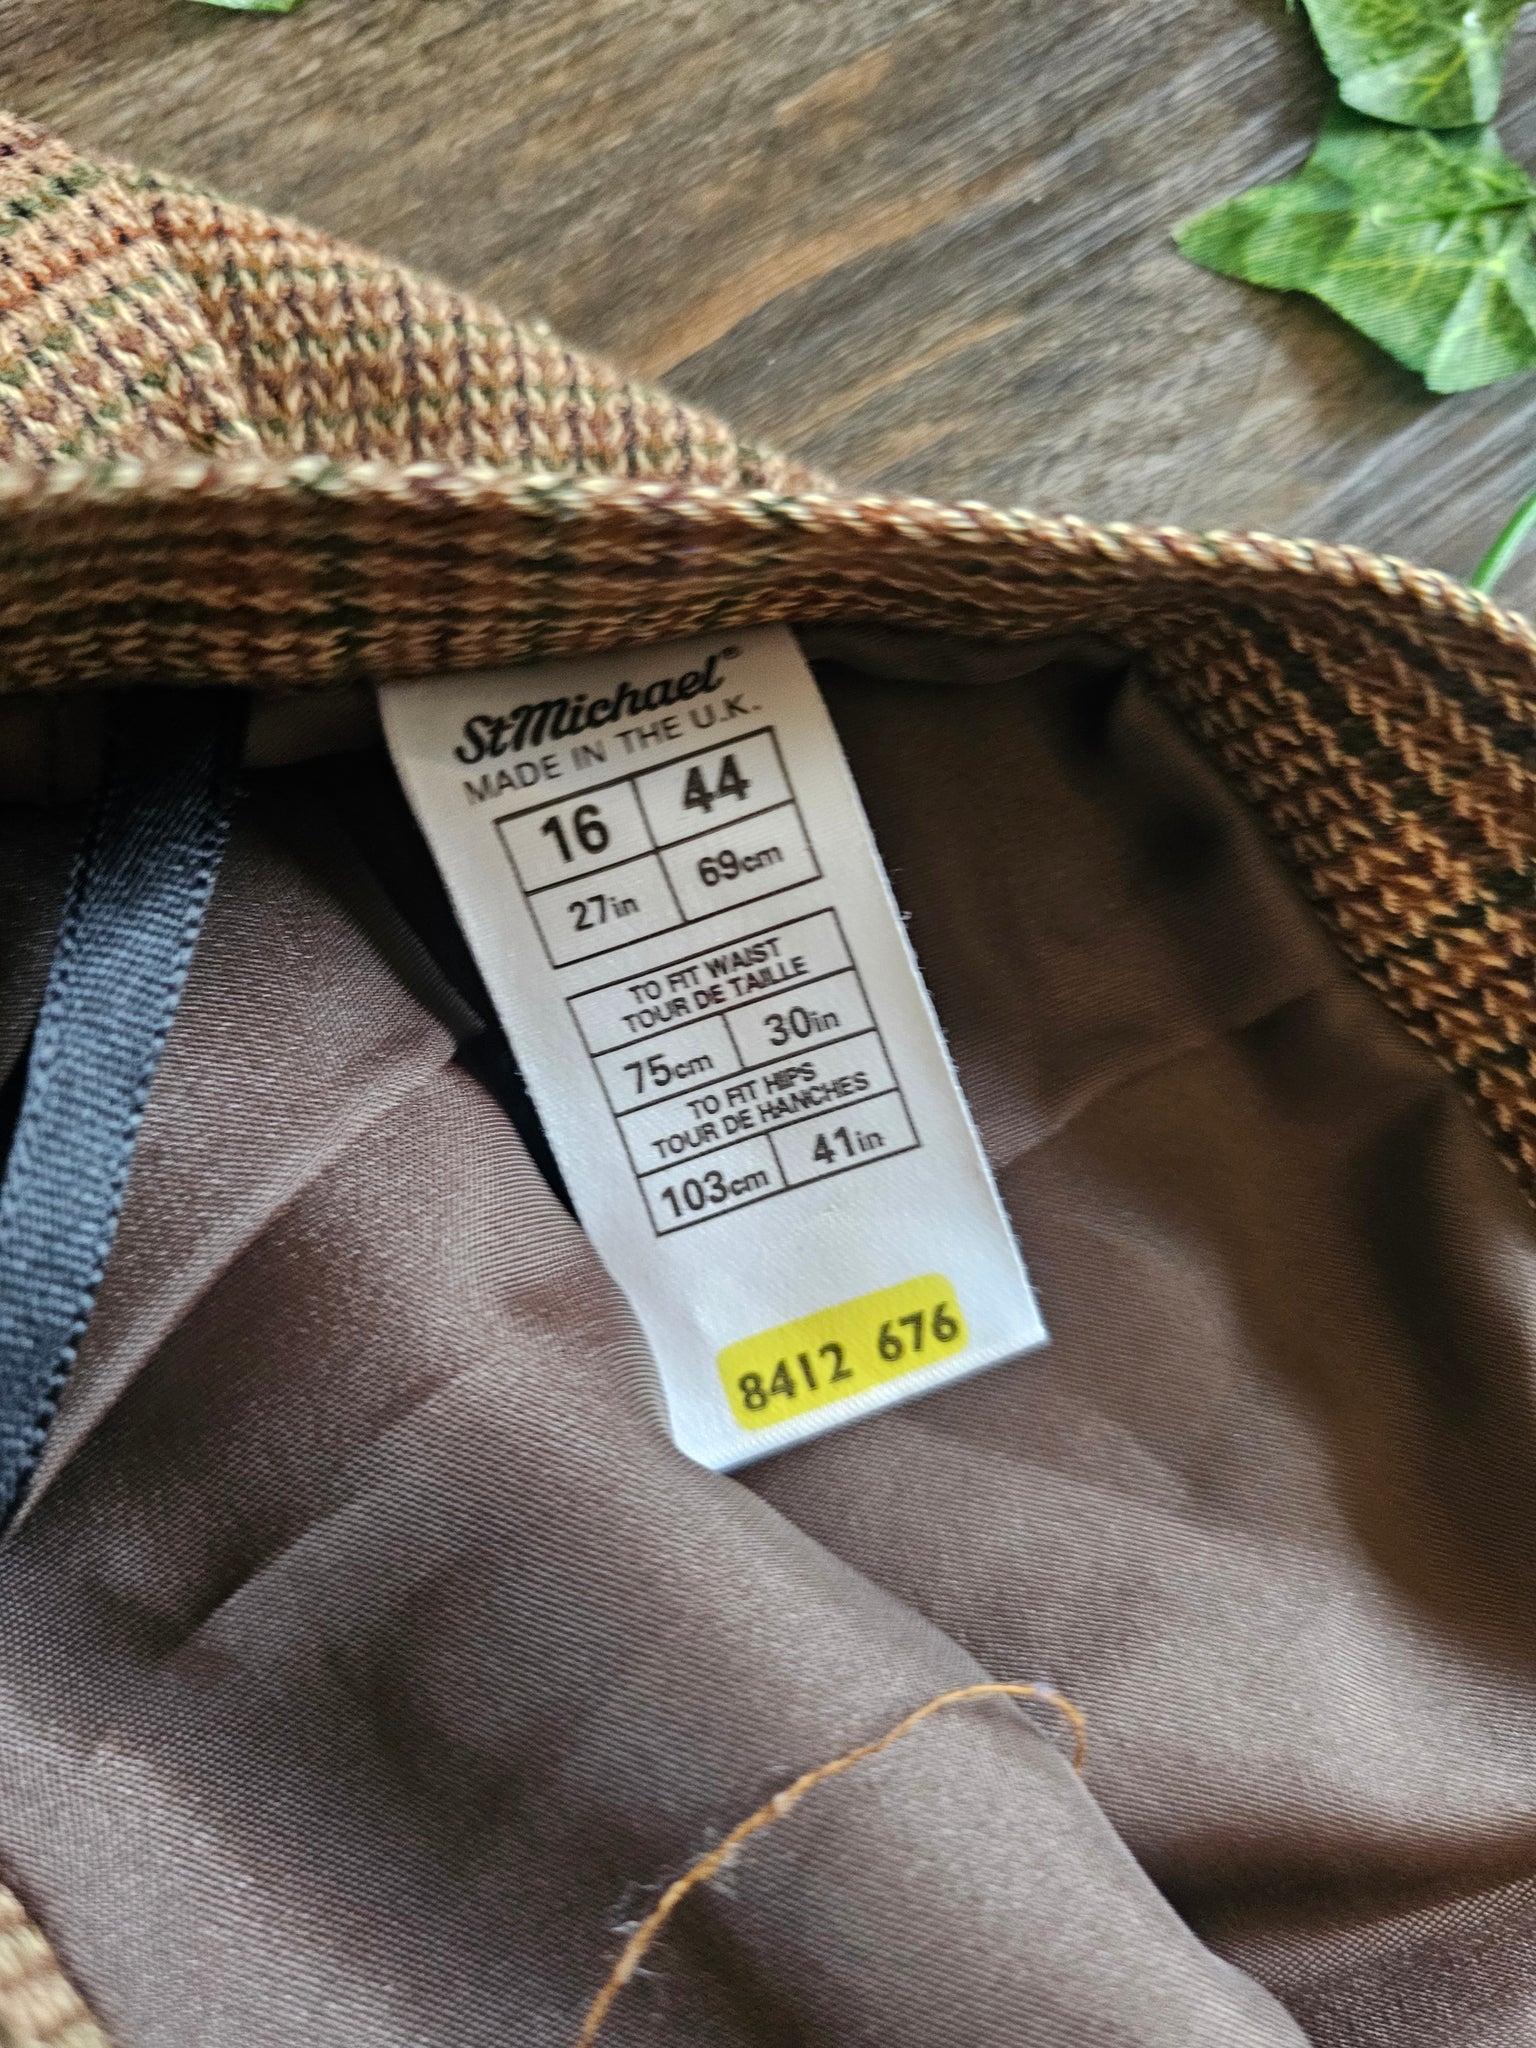 StMichael®
MADE IN THE U.K.
16 44
27in 69cm
TO FIT WAIST
TOUR DE TAILLE
75cm 30in
TO FIT HIPS
TOUR DE HANCHES
103cm 41in
8412 676